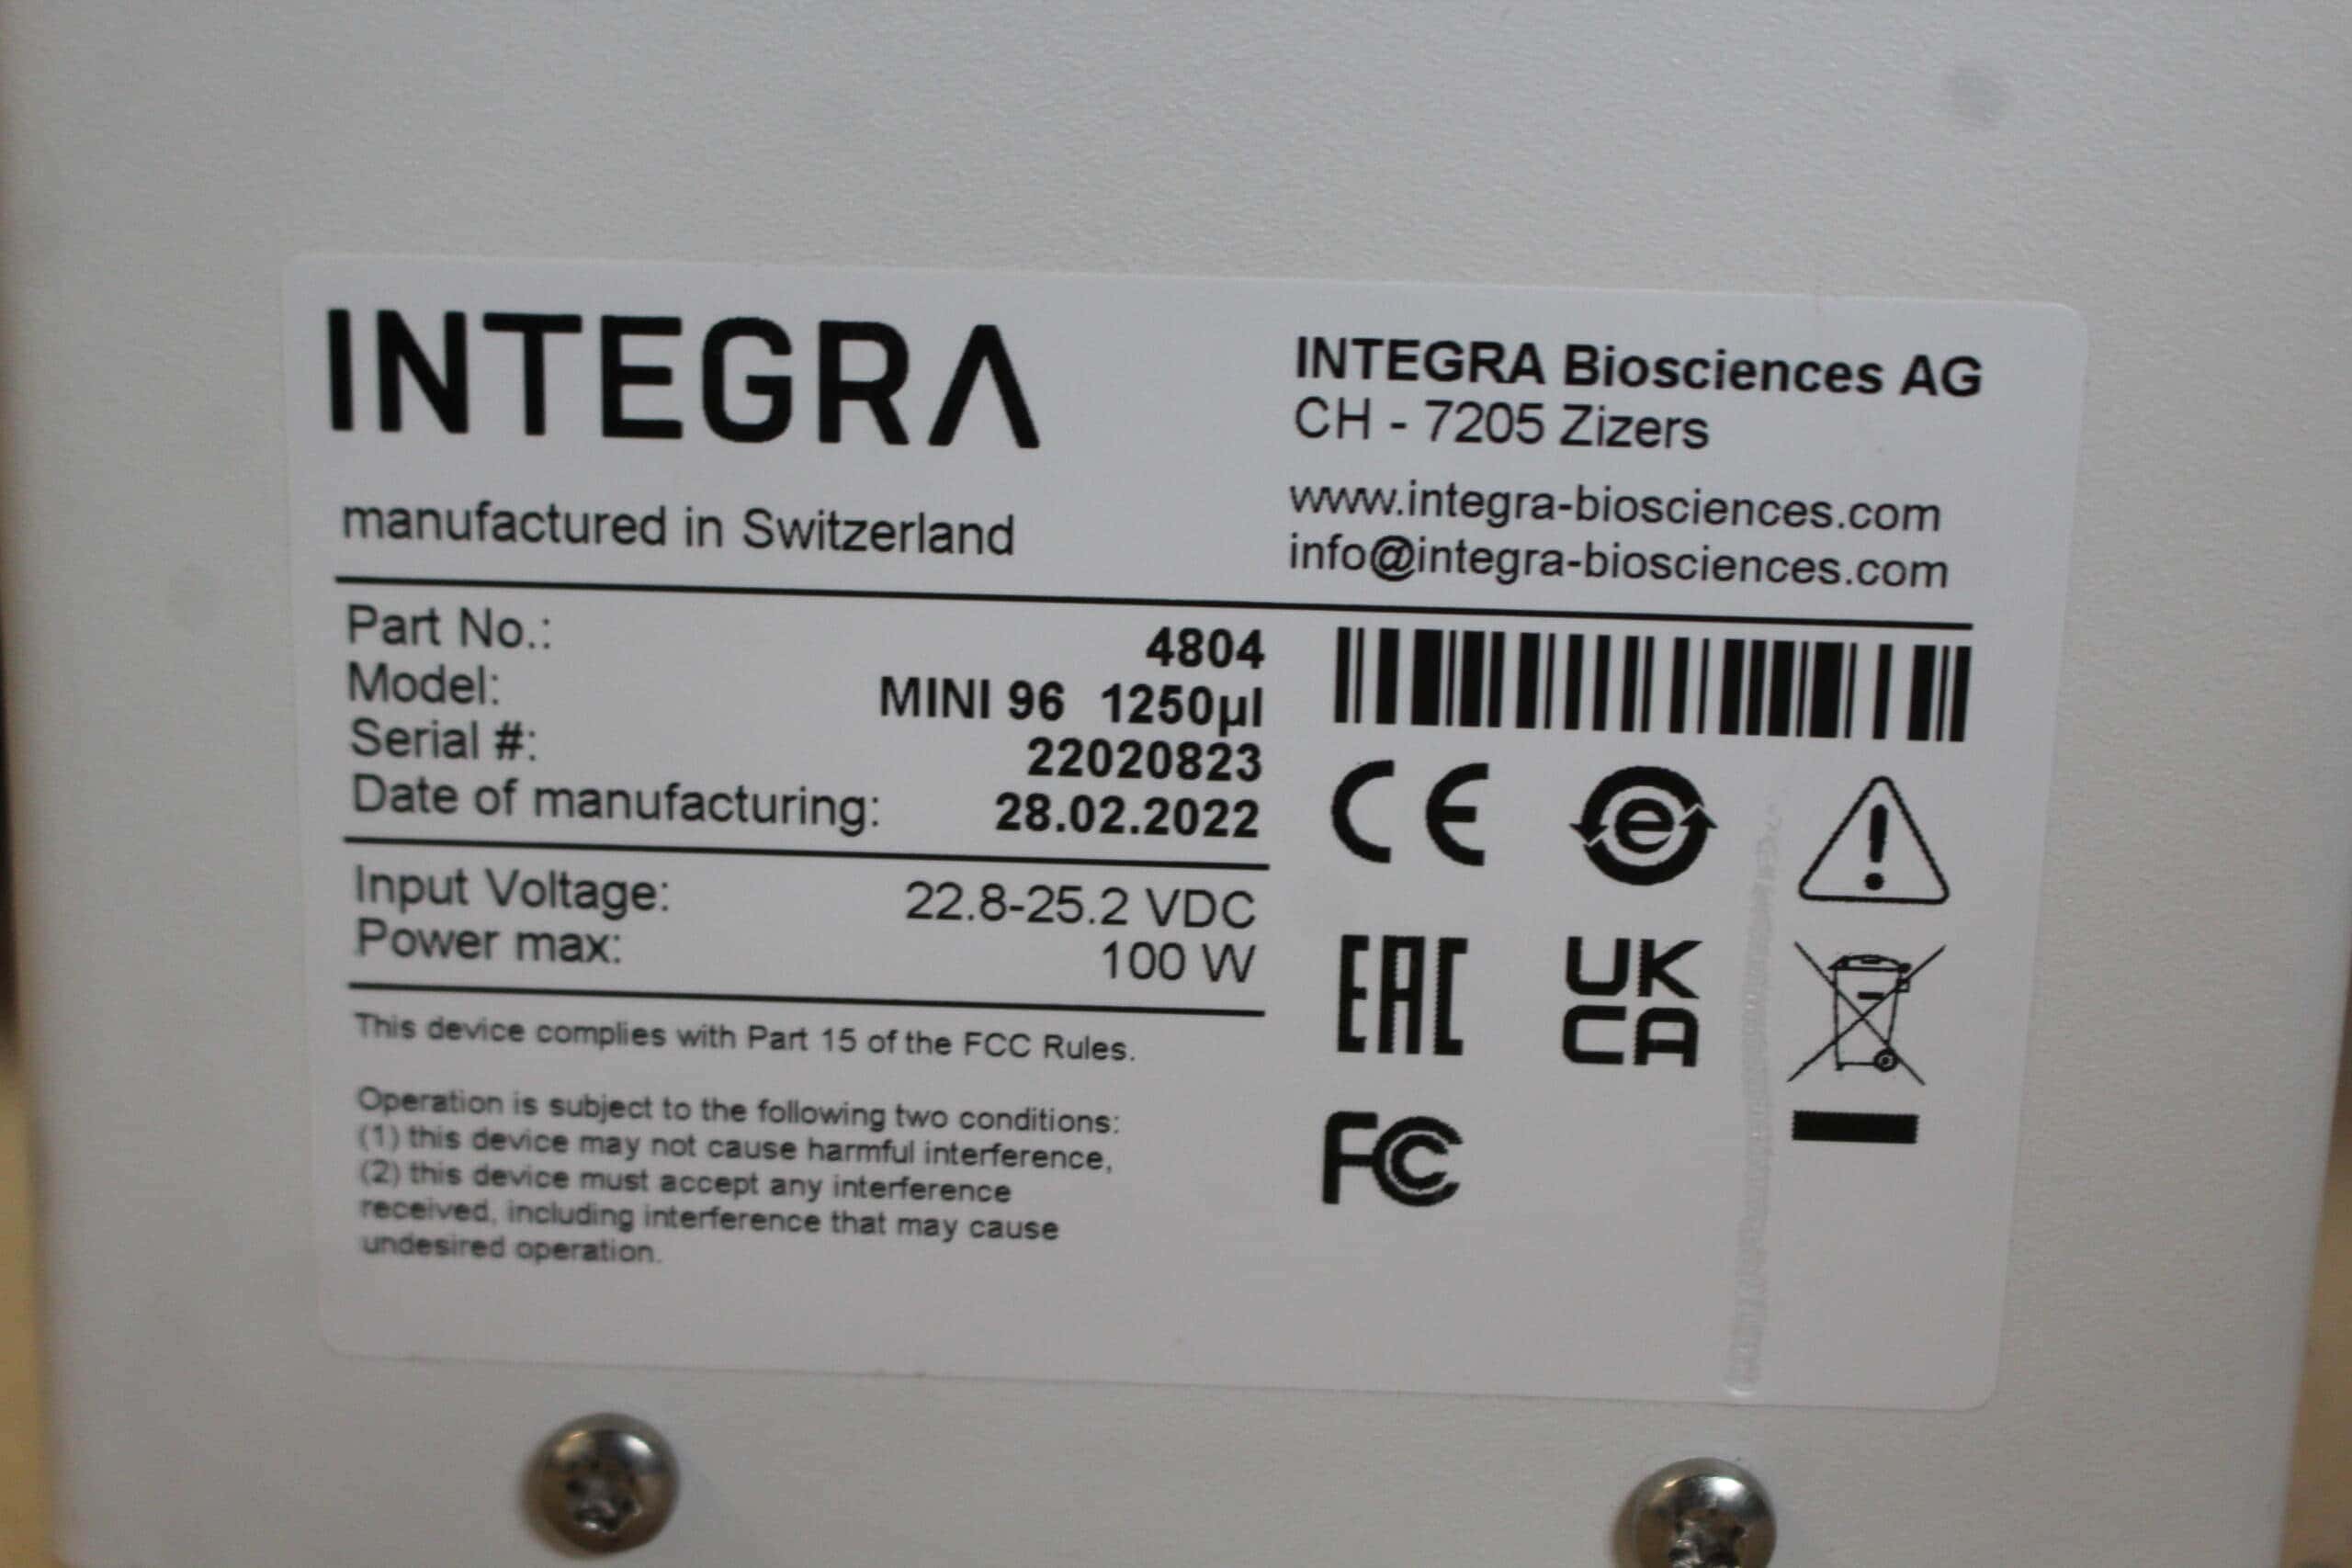 INTEGRA
manufactured in Switzerland
INTEGRA Biosciences AG
CH - 7205 Zizers
www.integra-biosciences.com
info@integra-biosciences.com
Part No.: 4804
Model: MINI 96 1250µl
Serial #: 22020823
Date of manufacturing: 28.02.2022
Input Voltage: 22.8-25.2 VDC
Power max: 100 W
This device complies with Part 15 of the FCC Rules.
Operation is subject to the following two conditions:
(1) this device may not cause harmful interference,
(2) this device must accept any interference
received, including interference that may cause
undesired operation.
CE
e
!
EAC
UK
CA
FC